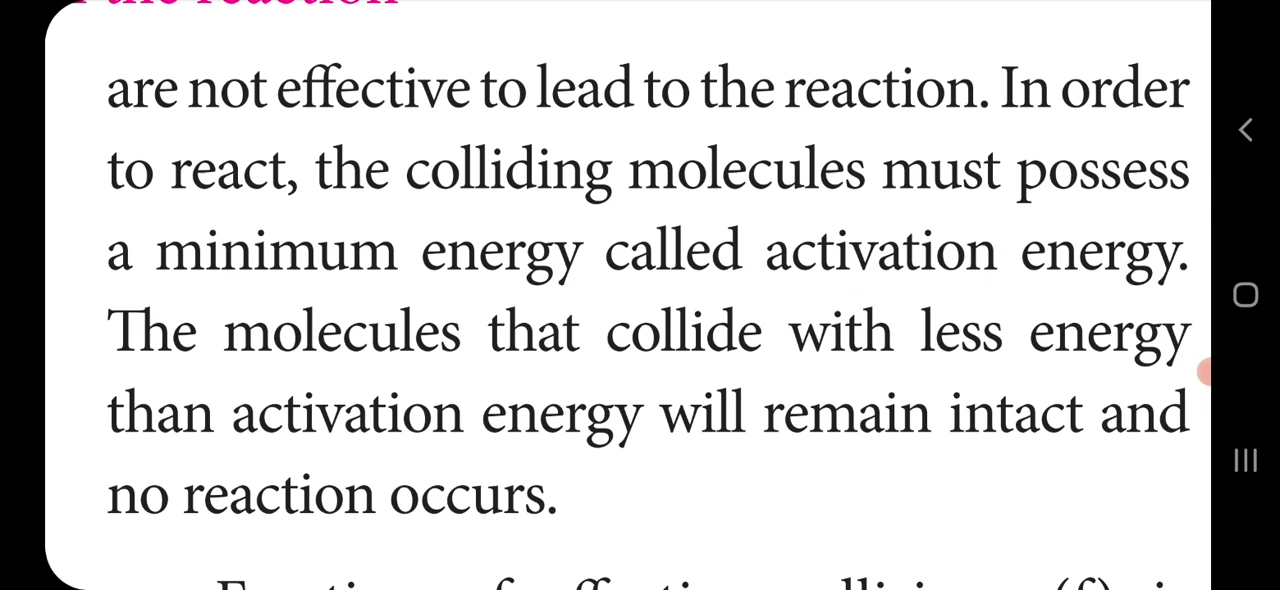 the reaction
are not effective to lead to the reaction. In order
to react, the colliding molecules must possess
a minimum energy called activation energy.
The molecules that collide with less energy
than activation energy will remain intact and
no reaction occurs.